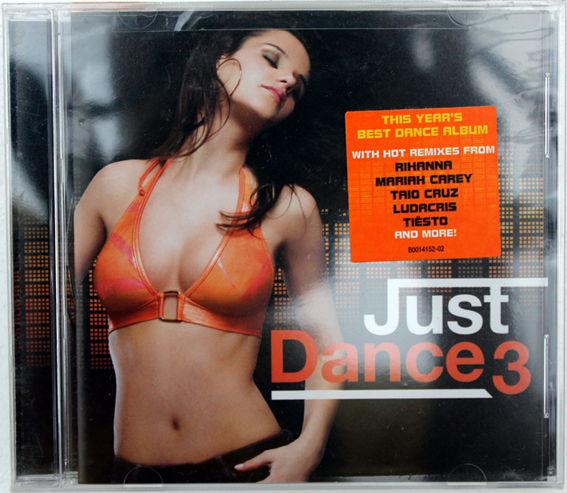 THIS YEAR'S
BEST DANCE ALBUM
WITH HOT REMIXES FROM
RIHANNA
MARIAH CAREY
TAIO CRUZ
LUDACRIS
TIËSTO
AND MORE!
B0014152-02
Just
Dance 3